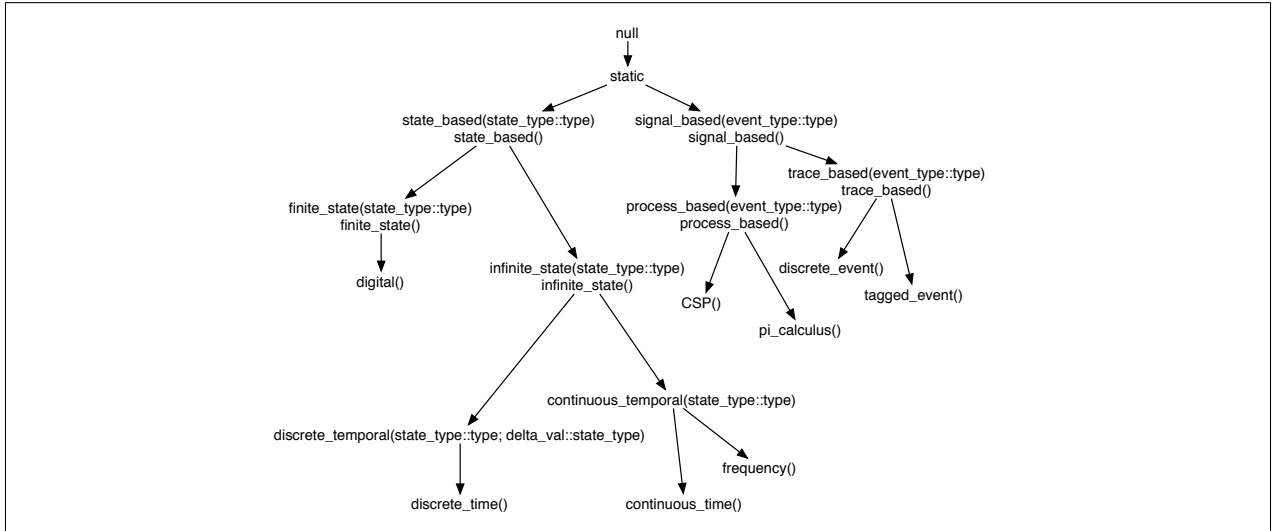 null
static
state_based(state_type::type)
state_based()
signal_based(event_type::type)
signal_based()
trace_based(event_type::type)
trace_based()
finite_state(state_type::type)
finite_state()
process_based(event_type::type)
process_based()
digital()
infinite_state(state_type::type)
infinite_state()
discrete_event()
tagged_event()
CSP()
pi_calculus()
continuous_temporal(state_type::type)
discrete_temporal(state_type::type; delta_val::state_type)
frequency()
discrete_time()
continuous_time()